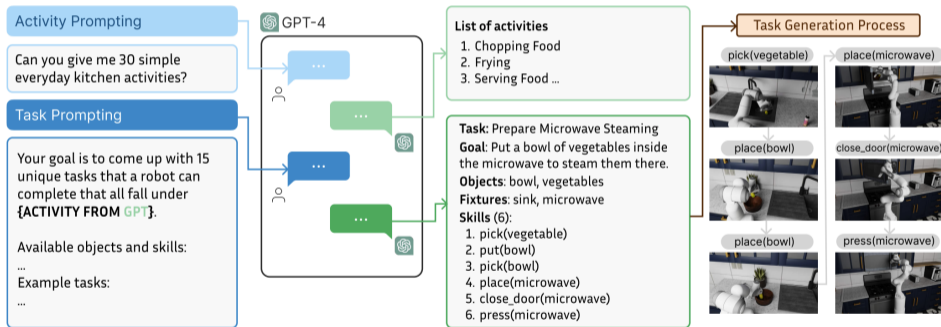 Activity Prompting
Can you give me 30 simple
everyday kitchen activities?
Task Prompting
Your goal is to come up with 15
unique tasks that a robot can
complete that all fall under
{ACTIVITY FROM GPT}.
Available objects and skills:
...
Example tasks:
...
GPT-4
...
...
...
...
List of activities
1. Chopping Food
2. Frying
3. Serving Food ...
Task: Prepare Microwave Steaming
Goal: Put a bowl of vegetables inside
the microwave to steam them there.
Objects: bowl, vegetables
Fixtures: sink, microwave
Skills (6):
1. pick(vegetable)
2. put(bowl)
3. pick(bowl)
4. place(microwave)
5. close_door(microwave)
6. press(microwave)
Task Generation Process
pick(vegetable)
place(bowl)
place(bowl)
place(microwave)
close_door(microwave)
press(microwave)